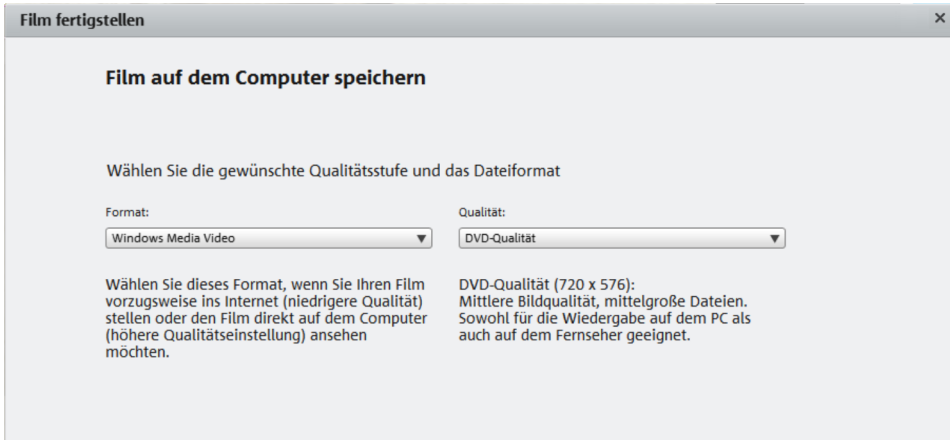 Film fertigstellen
Film auf dem Computer speichern
Wählen Sie die gewünschte Qualitätsstufe und das Dateiformat
Format:
Windows Media Video
Wählen Sie dieses Format, wenn Sie Ihren Film
vorzugsweise ins Internet (niedrigere Qualität)
stellen oder den Film direkt auf dem Computer
(höhere Qualitätseinstellung) ansehen
möchten.
Qualität:
DVD-Qualität
DVD-Qualität (720 x 576):
Mittlere Bildqualität, mittelgroße Dateien.
Sowohl für die Wiedergabe auf dem PC als
auch auf dem Fernseher geeignet.